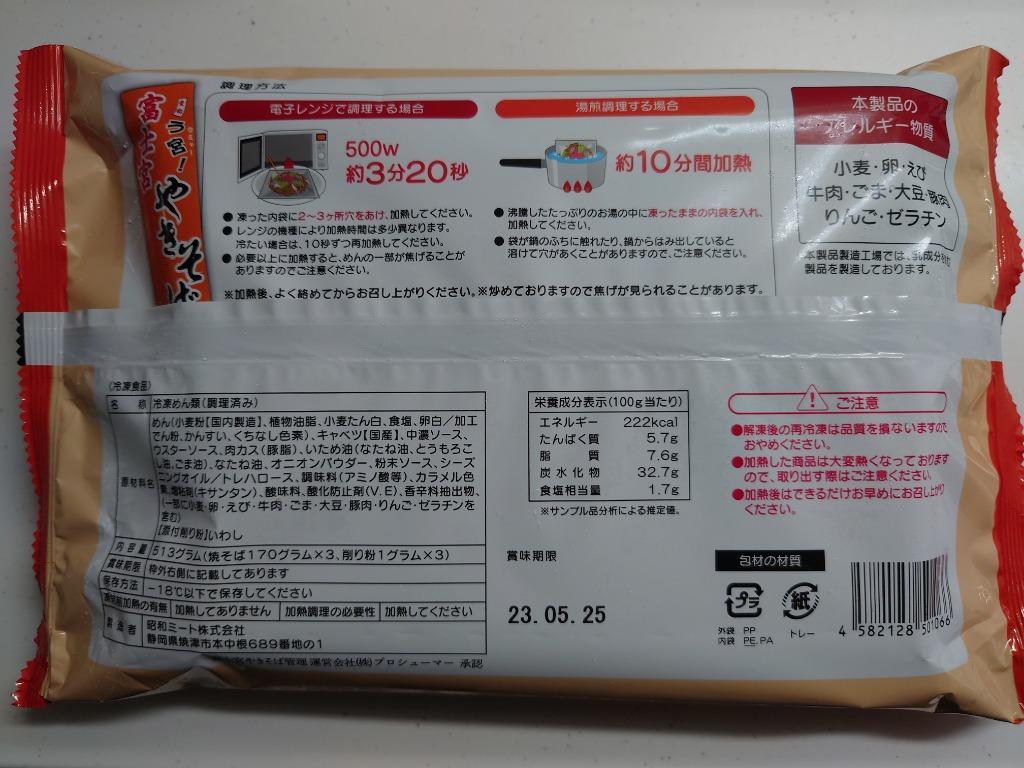 調理方法
う宮!
富士宮
やきそば
電子レンジで調理する場合
500w
約3分20秒
●凍った内袋に2～3ヶ所穴をあけ、加熱してください。
●レンジの機種により加熱時間は多少異なります。
冷たい場合は、10秒ずつ再加熱してください。
●必要以上に加熱すると、めんの一部が焦げることが
ありますのでご注意ください。
湯煎調理する場合
約10分間加熱
●沸騰したたっぷりのお湯の中に凍ったままの内袋を入れ、
加熱してください。
●袋が鍋のふちに触れたり、鍋からはみ出していると
溶けて穴があくことがありますので、ご注意ください。
※加熱後、よく絡めてからお召し上がりください。※炒めておりますので焦げが見られることがあります。
本製品の
アレルギー物質
小麦・卵・えび
牛肉・ごま・大豆・豚肉
りんご・ゼラチン
本製品製造工場では、乳成分
製品を製造しております。
《冷凍食品》
名称 冷凍めん類(調理済み)
原材料名 めん(小麦粉【国内製造】、植物油脂、小麦たん白、食塩、卵白/加工
でん粉、かんすい、くちなし色素)、キャベツ【国産】、中濃ソース、
ウスターソース、肉カス(豚脂)、いため油(なたね油、とうもろこ
し油、ごま油)、なたね油、オニオンパウダー、粉末ソース、シーズ
ニングオイル/トレハロース、調味料(アミノ酸等)、カラメル色
素、増粘剤(キサンタン)、酸味料、酸化防止剤(V.E)、香辛料抽出物、
(一部に小麦・卵・えび・牛肉・ごま・大豆・豚肉・りんご・ゼラチンを
含む)
【添付削り粉】いわし
内容量 513グラム(焼そば170グラム×3、削り粉1グラム×3)
賞味期限 枠外右側に記載してあります
保存方法 -18℃以下で保存してください
凍結前加熱の有無 加熱してありません 加熱調理の必要性 加熱してください
製造者 昭和ミート株式会社
静岡県焼津市本中根689番地の1
やきそば管理運営会社(株)プロシューマー 承認
栄養成分表示(100g当たり)
エネルギー 222kcal
たんぱく質 5.7g
脂質 7.6g
炭水化物 32.7g
食塩相当量 1.7g
※サンプル品分析による推定値。
賞味期限
23.05.25
ご注意
●解凍後の再冷凍は品質を損ないますので
おやめください。
●加熱した商品は大変熱くなっております
ので、取り出す際はご注意ください。
●加熱後はできるだけお早めにお召し上がり
ください。
包材の材質
プラ
紙
外袋 PP
内袋 PE,PA
トレー
4 582128 501066